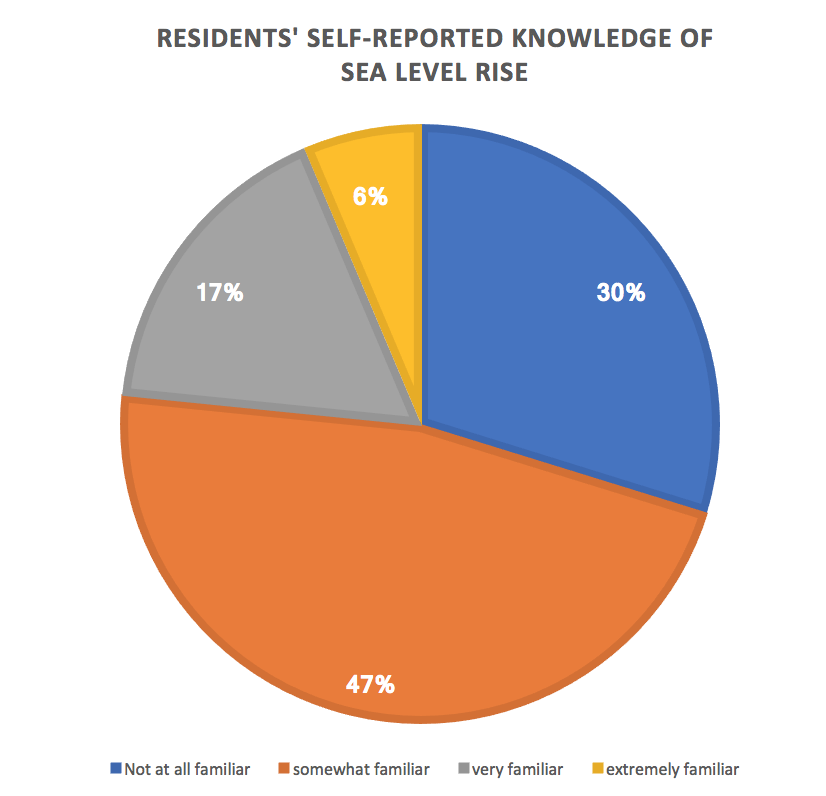 RESIDENTS' SELF-REPORTED KNOWLEDGE OF
SEA LEVEL RISE
6%
17%
30%
47%
Not at all familiar somewhat familiar very familiar extremely familiar